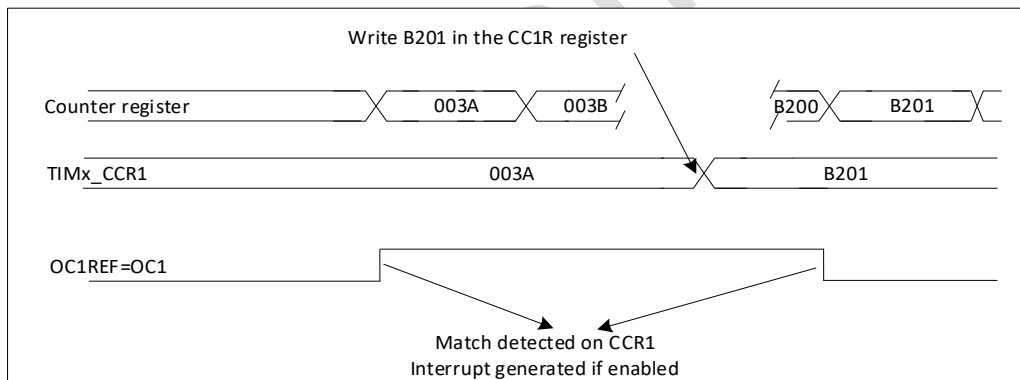 Write B201 in the CC1R register
Counter register 003A 003B B200 B201
TIMx_CCR1 003A B201
OC1REF=OC1
Match detected on CCR1
Interrupt generated if enabled